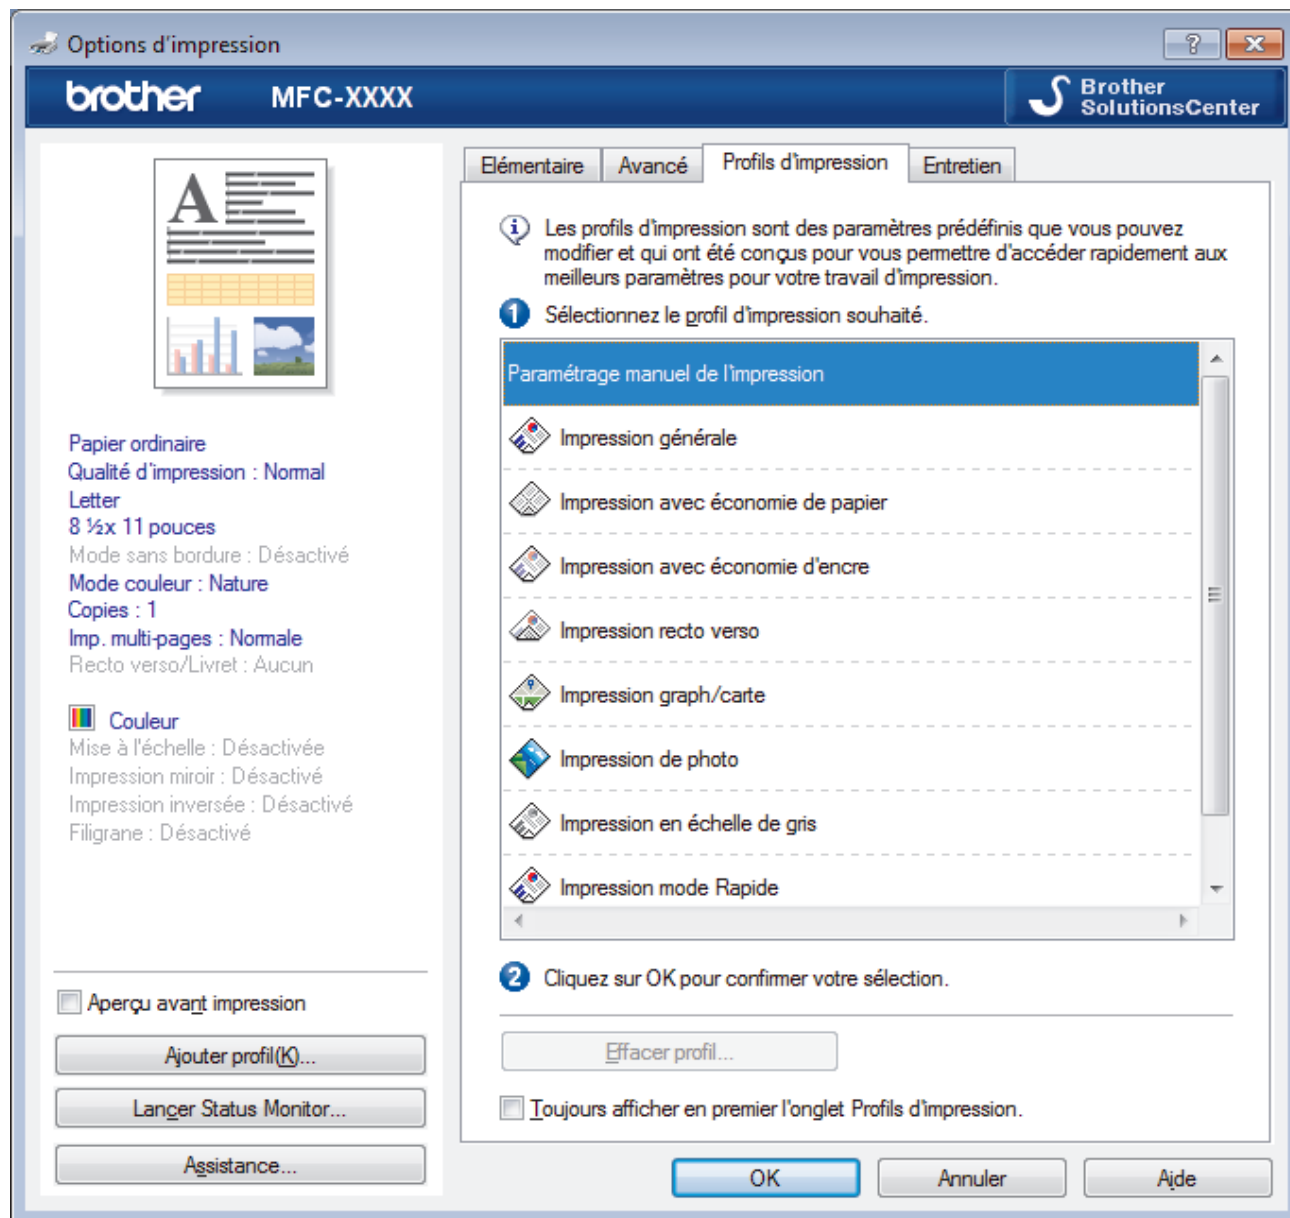 Options d'impression
brother MFC-XXXX
Brother
SolutionsCenter
Elémentaire Avancé Profils d'impression Entretien
Les profils d'impression sont des paramètres prédéfinis que vous pouvez
modifier et qui ont été conçus pour vous permettre d'accéder rapidement aux
meilleurs paramètres pour votre travail d'impression.
1 Sélectionnez le profil d'impression souhaité.
Paramétrage manuel de l'impression
Impression générale
Impression avec économie de papier
Impression avec économie d'encre
Impression recto verso
Impression graph/carte
Impression de photo
Impression en échelle de gris
Impression mode Rapide
2 Cliquez sur OK pour confirmer votre sélection.
Effacer profil...
Toujours afficher en premier l'onglet Profils d'impression.
A
Papier ordinaire
Qualité d'impression : Normal
Letter
8 ½x 11 pouces
Mode sans bordure : Désactivé
Mode couleur : Nature
Copies : 1
Imp. multi-pages : Normale
Recto verso/Livret : Aucun
Couleur
Mise à l'échelle : Désactivée
Impression miroir : Désactivé
Impression inversée : Désactivé
Filigrane : Désactivé
Aperçu avant impression
Ajouter profil(K)...
Lancer Status Monitor...
Assistance...
OK Annuler Aide